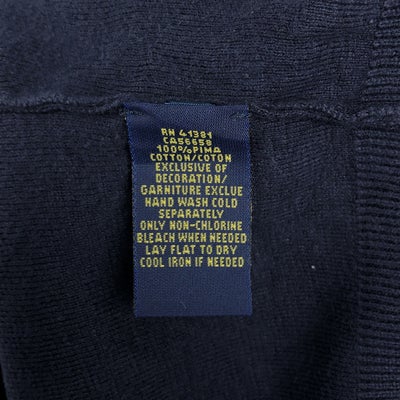 RN 41381
CA56658
100%PIMA
COTTON/COTON
EXCLUSIVE OF
DECORATION/
GARNITURE EXCLUE
HAND WASH COLD
SEPARATELY
ONLY NON-CHLORINE
BLEACH WHEN NEEDED
LAY FLAT TO DRY
COOL IRON IF NEEDED